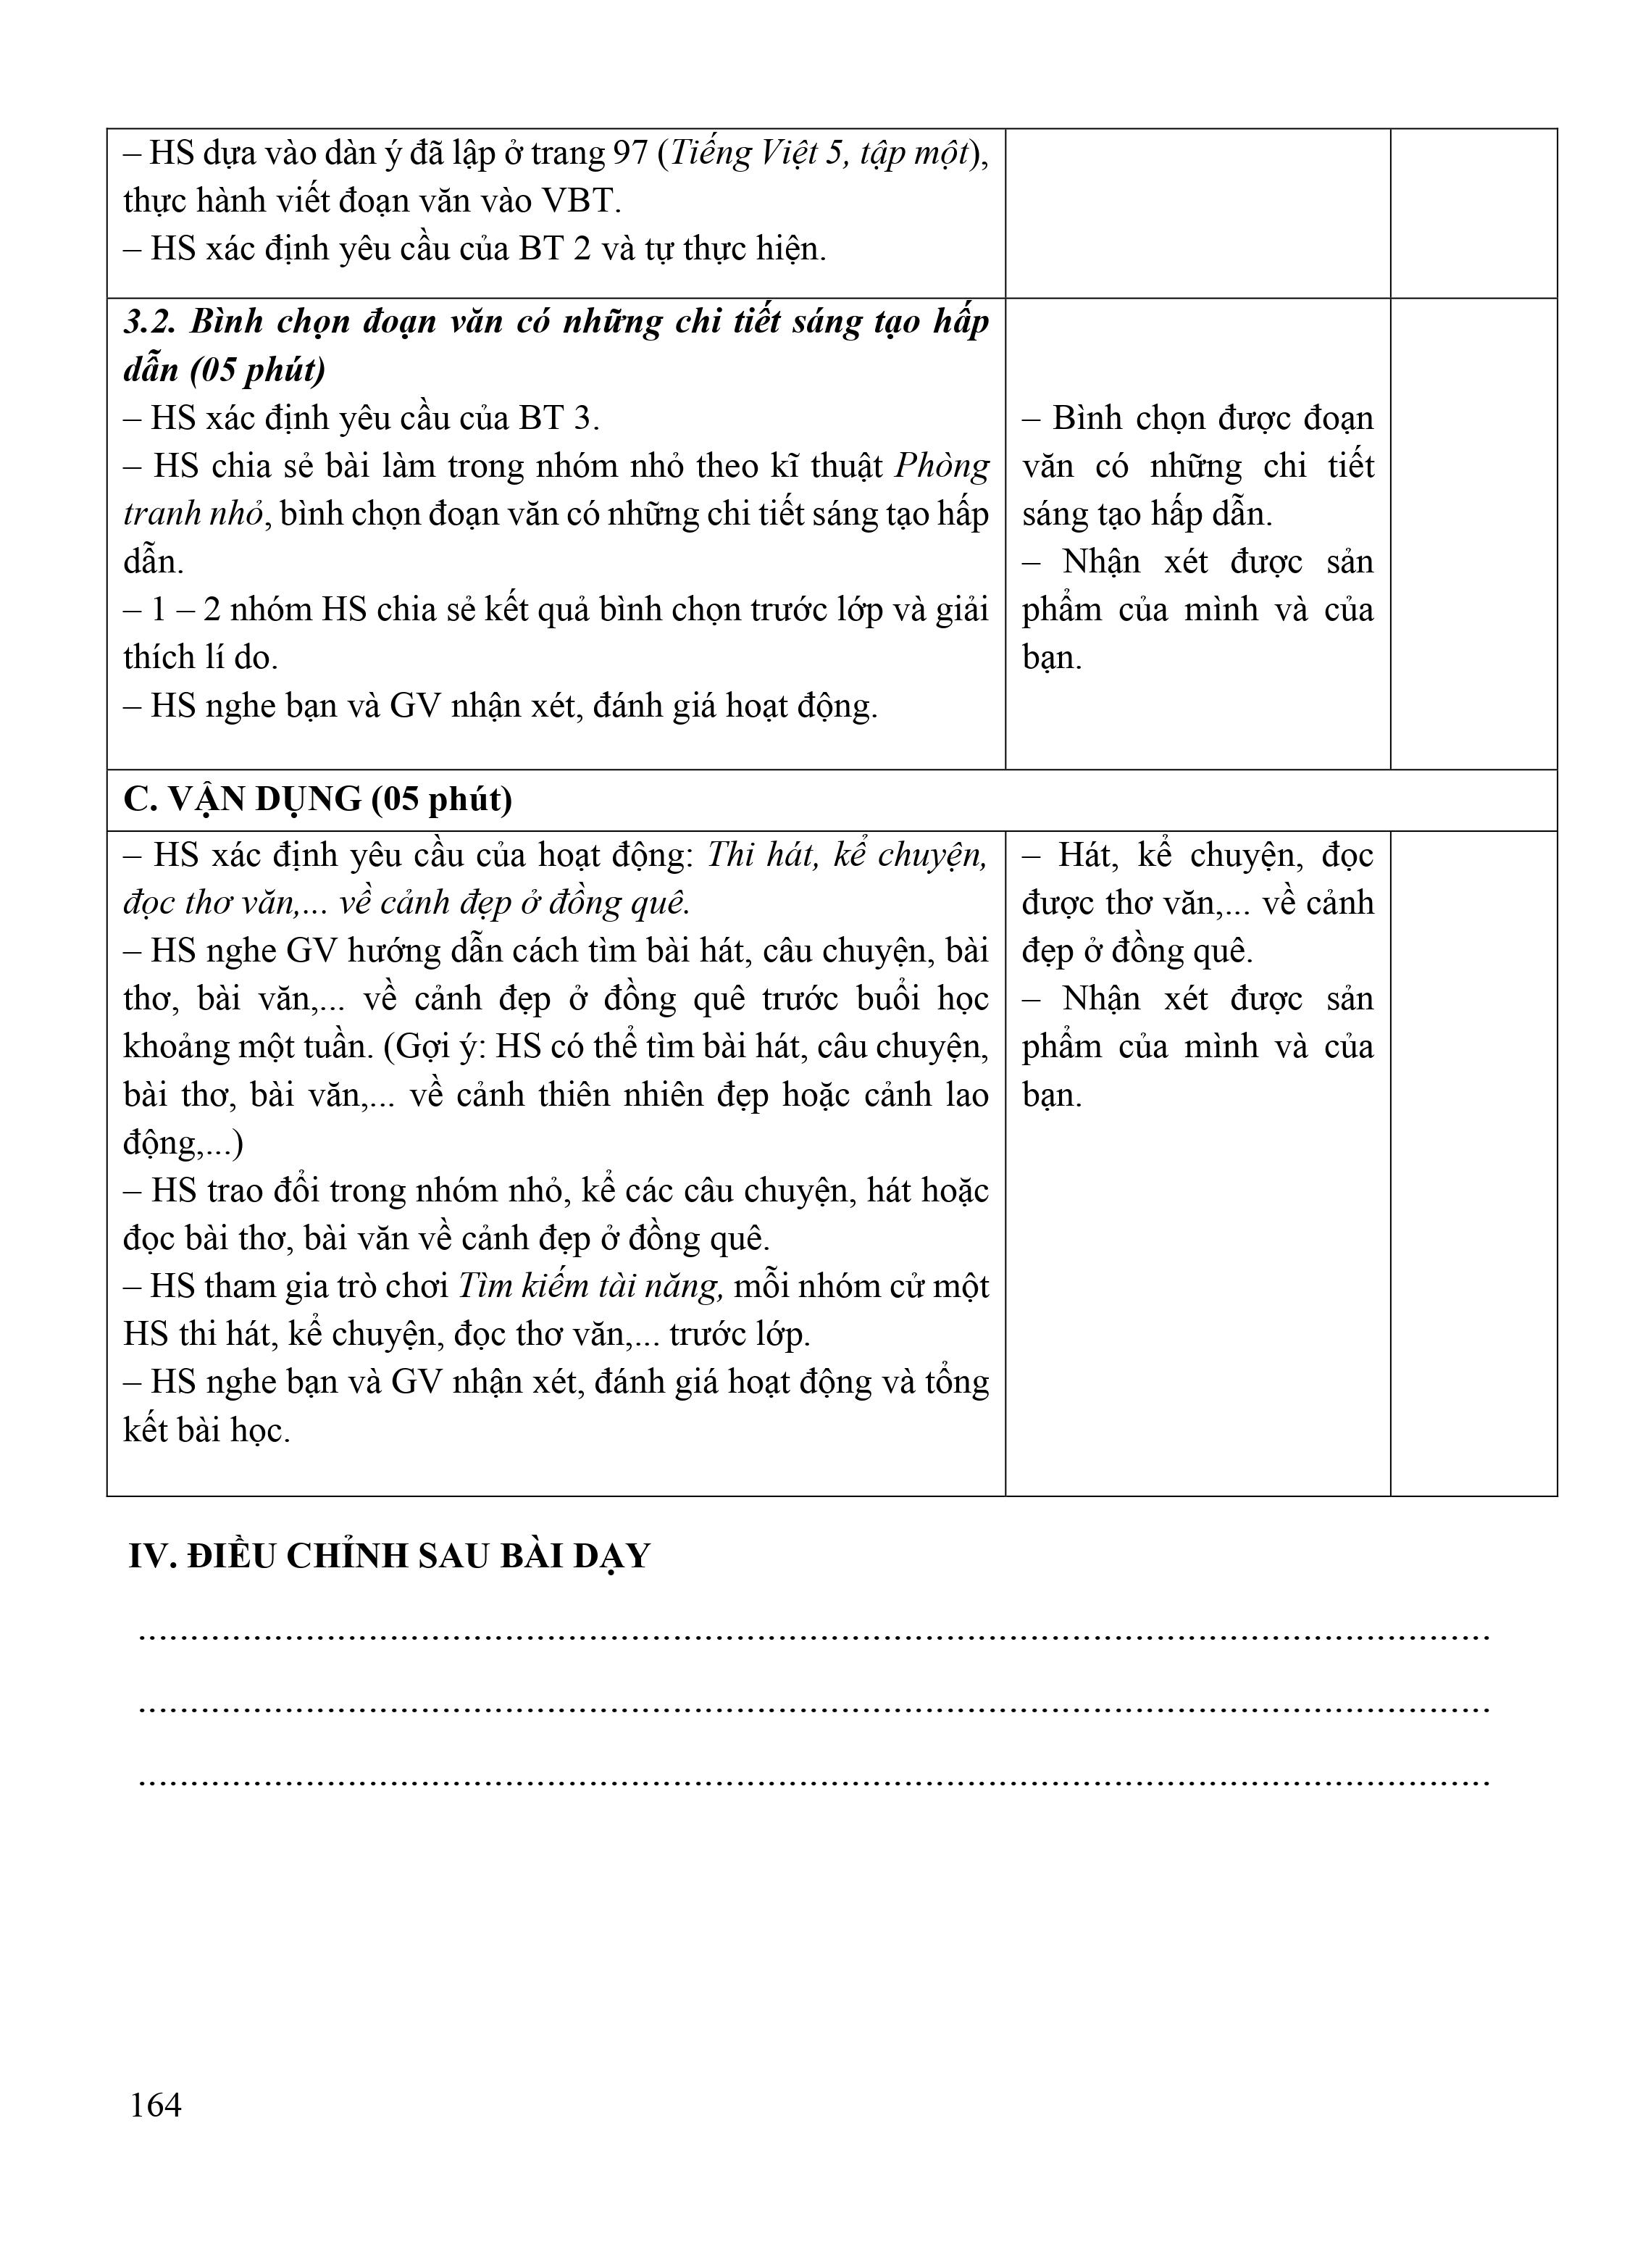 – HS dựa vào dàn ý đã lập ở trang 97 (Tiếng Việt 5, tập một),
thực hành viết đoạn văn vào VBT.
– HS xác định yêu cầu của BT 2 và tự thực hiện.
3.2. Bình chọn đoạn văn có những chi tiết sáng tạo hấp
dẫn (05 phút)
– HS xác định yêu cầu của BT 3.
– HS chia sẻ bài làm trong nhóm nhỏ theo kĩ thuật Phòng
tranh nhỏ, bình chọn đoạn văn có những chi tiết sáng tạo hấp
dẫn.
– 1 – 2 nhóm HS chia sẻ kết quả bình chọn trước lớp và giải
thích lí do.
– HS nghe bạn và GV nhận xét, đánh giá hoạt động.
– Bình chọn được đoạn
văn có những chi tiết
sáng tạo hấp dẫn.
– Nhận xét được sản
phẩm của mình và của
bạn.
C. VẬN DỤNG (05 phút)
– HS xác định yêu cầu của hoạt động: Thi hát, kể chuyện,
đọc thơ văn,... về cảnh đẹp ở đồng quê.
– HS nghe GV hướng dẫn cách tìm bài hát, câu chuyện, bài
thơ, bài văn,... về cảnh đẹp ở đồng quê trước buổi học
khoảng một tuần. (Gợi ý: HS có thể tìm bài hát, câu chuyện,
bài thơ, bài văn,... về cảnh thiên nhiên đẹp hoặc cảnh lao
động,...)
– HS trao đổi trong nhóm nhỏ, kể các câu chuyện, hát hoặc
đọc bài thơ, bài văn về cảnh đẹp ở đồng quê.
– HS tham gia trò chơi Tìm kiếm tài năng, mỗi nhóm cử một
HS thi hát, kể chuyện, đọc thơ văn,... trước lớp.
– HS nghe bạn và GV nhận xét, đánh giá hoạt động và tổng
kết bài học.
– Hát, kể chuyện, đọc
được thơ văn,... về cảnh
đẹp ở đồng quê.
– Nhận xét được sản
phẩm của mình và của
bạn.
IV. ĐIỀU CHỈNH SAU BÀI DẠY
................................................................................................................................
................................................................................................................................
................................................................................................................................
164